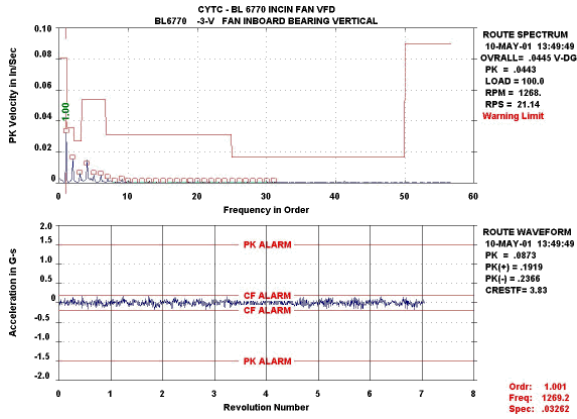 CYTC - BL 6770 INCIN FAN VFD
BL6770 -3-V FAN INBOARD BEARING VERTICAL
PK Velocity in In/Sec
0.10
0.08
0.06
0.04
0.02
0
1.00
0 10 20 30 40 50 60
Frequency in Order
ROUTE SPECTRUM
10-MAY-01 13:49:49
OVRALL= .0445 V-DG
PK = .0443
LOAD = 100.0
RPM = 1268.
RPS = 21.14
Warning Limit
Acceleration in G-s
2.0
1.5
1.0
0.5
0
-0.5
-1.0
-1.5
-2.0
PK ALARM
CF ALARM
CF ALARM
PK ALARM
0 1 2 3 4 5 6 7 8
Revolution Number
ROUTE WAVEFORM
10-MAY-01 13:49:49
PK = .0873
PK(+) = .1919
PK(-) = .2366
CRESTF= 3.83
Ordr: 1.001
Freq: 1269.2
Spec: .03262